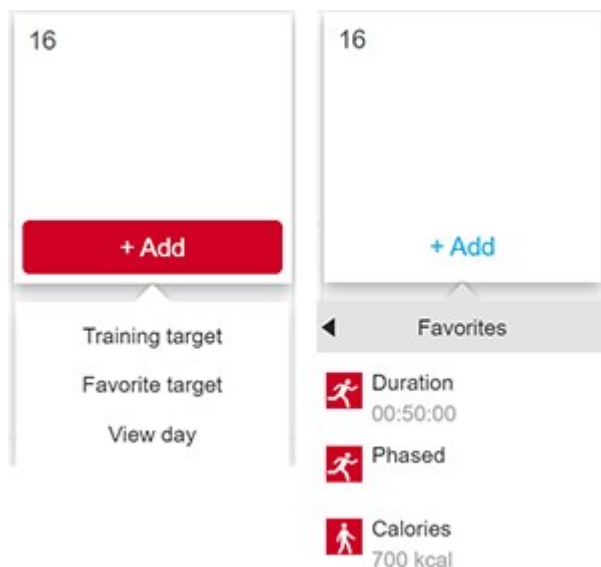 16
+ Add
Training target
Favorite target
View day
16
+ Add
Favorites
Duration
00:50:00
Phased
Calories
700 kcal